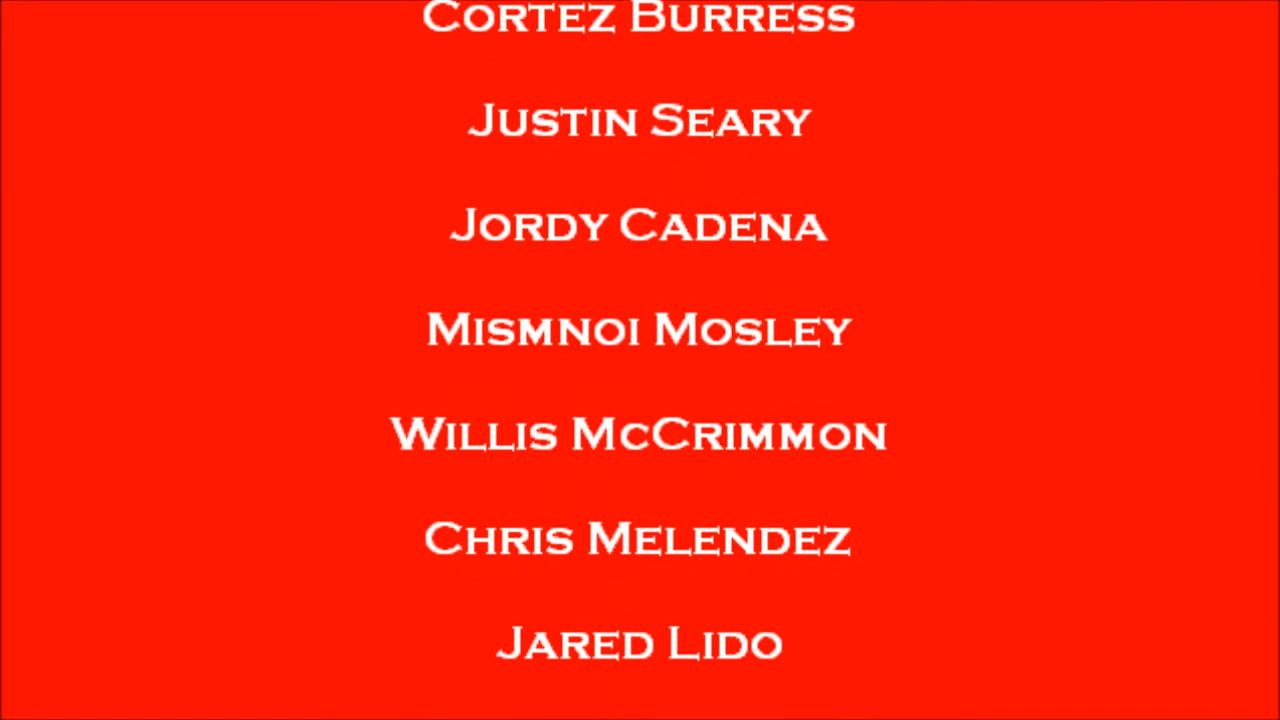 Cortez Burress
Justin Seary
Jordy Cadena
Mismnoi Mosley
Willis McCrimmon
Chris Melendez
Jared Lido